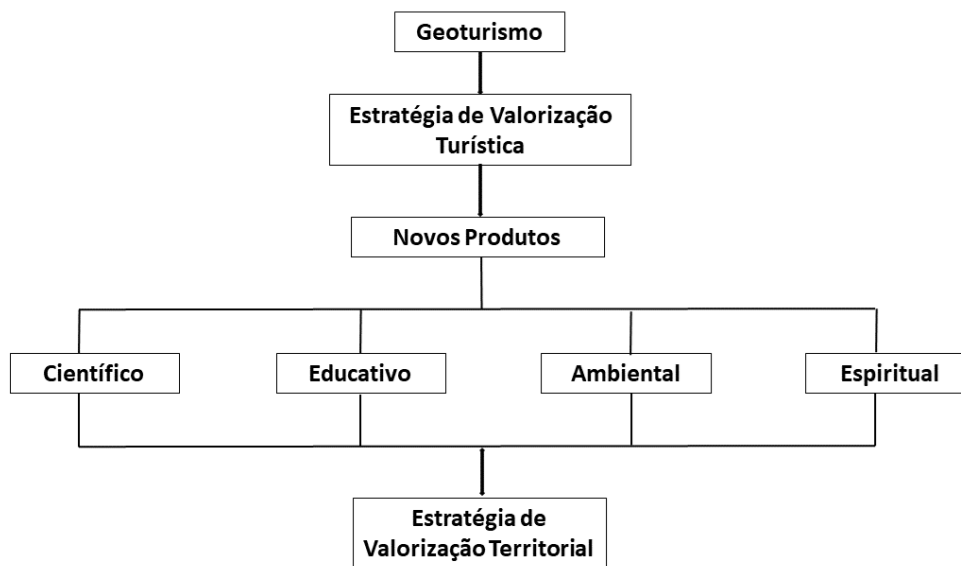 Geoturismo
Estratégia de Valorização
Turística
Novos Produtos
Científico
Educativo
Ambiental
Espiritual
Estratégia de
Valorização Territorial